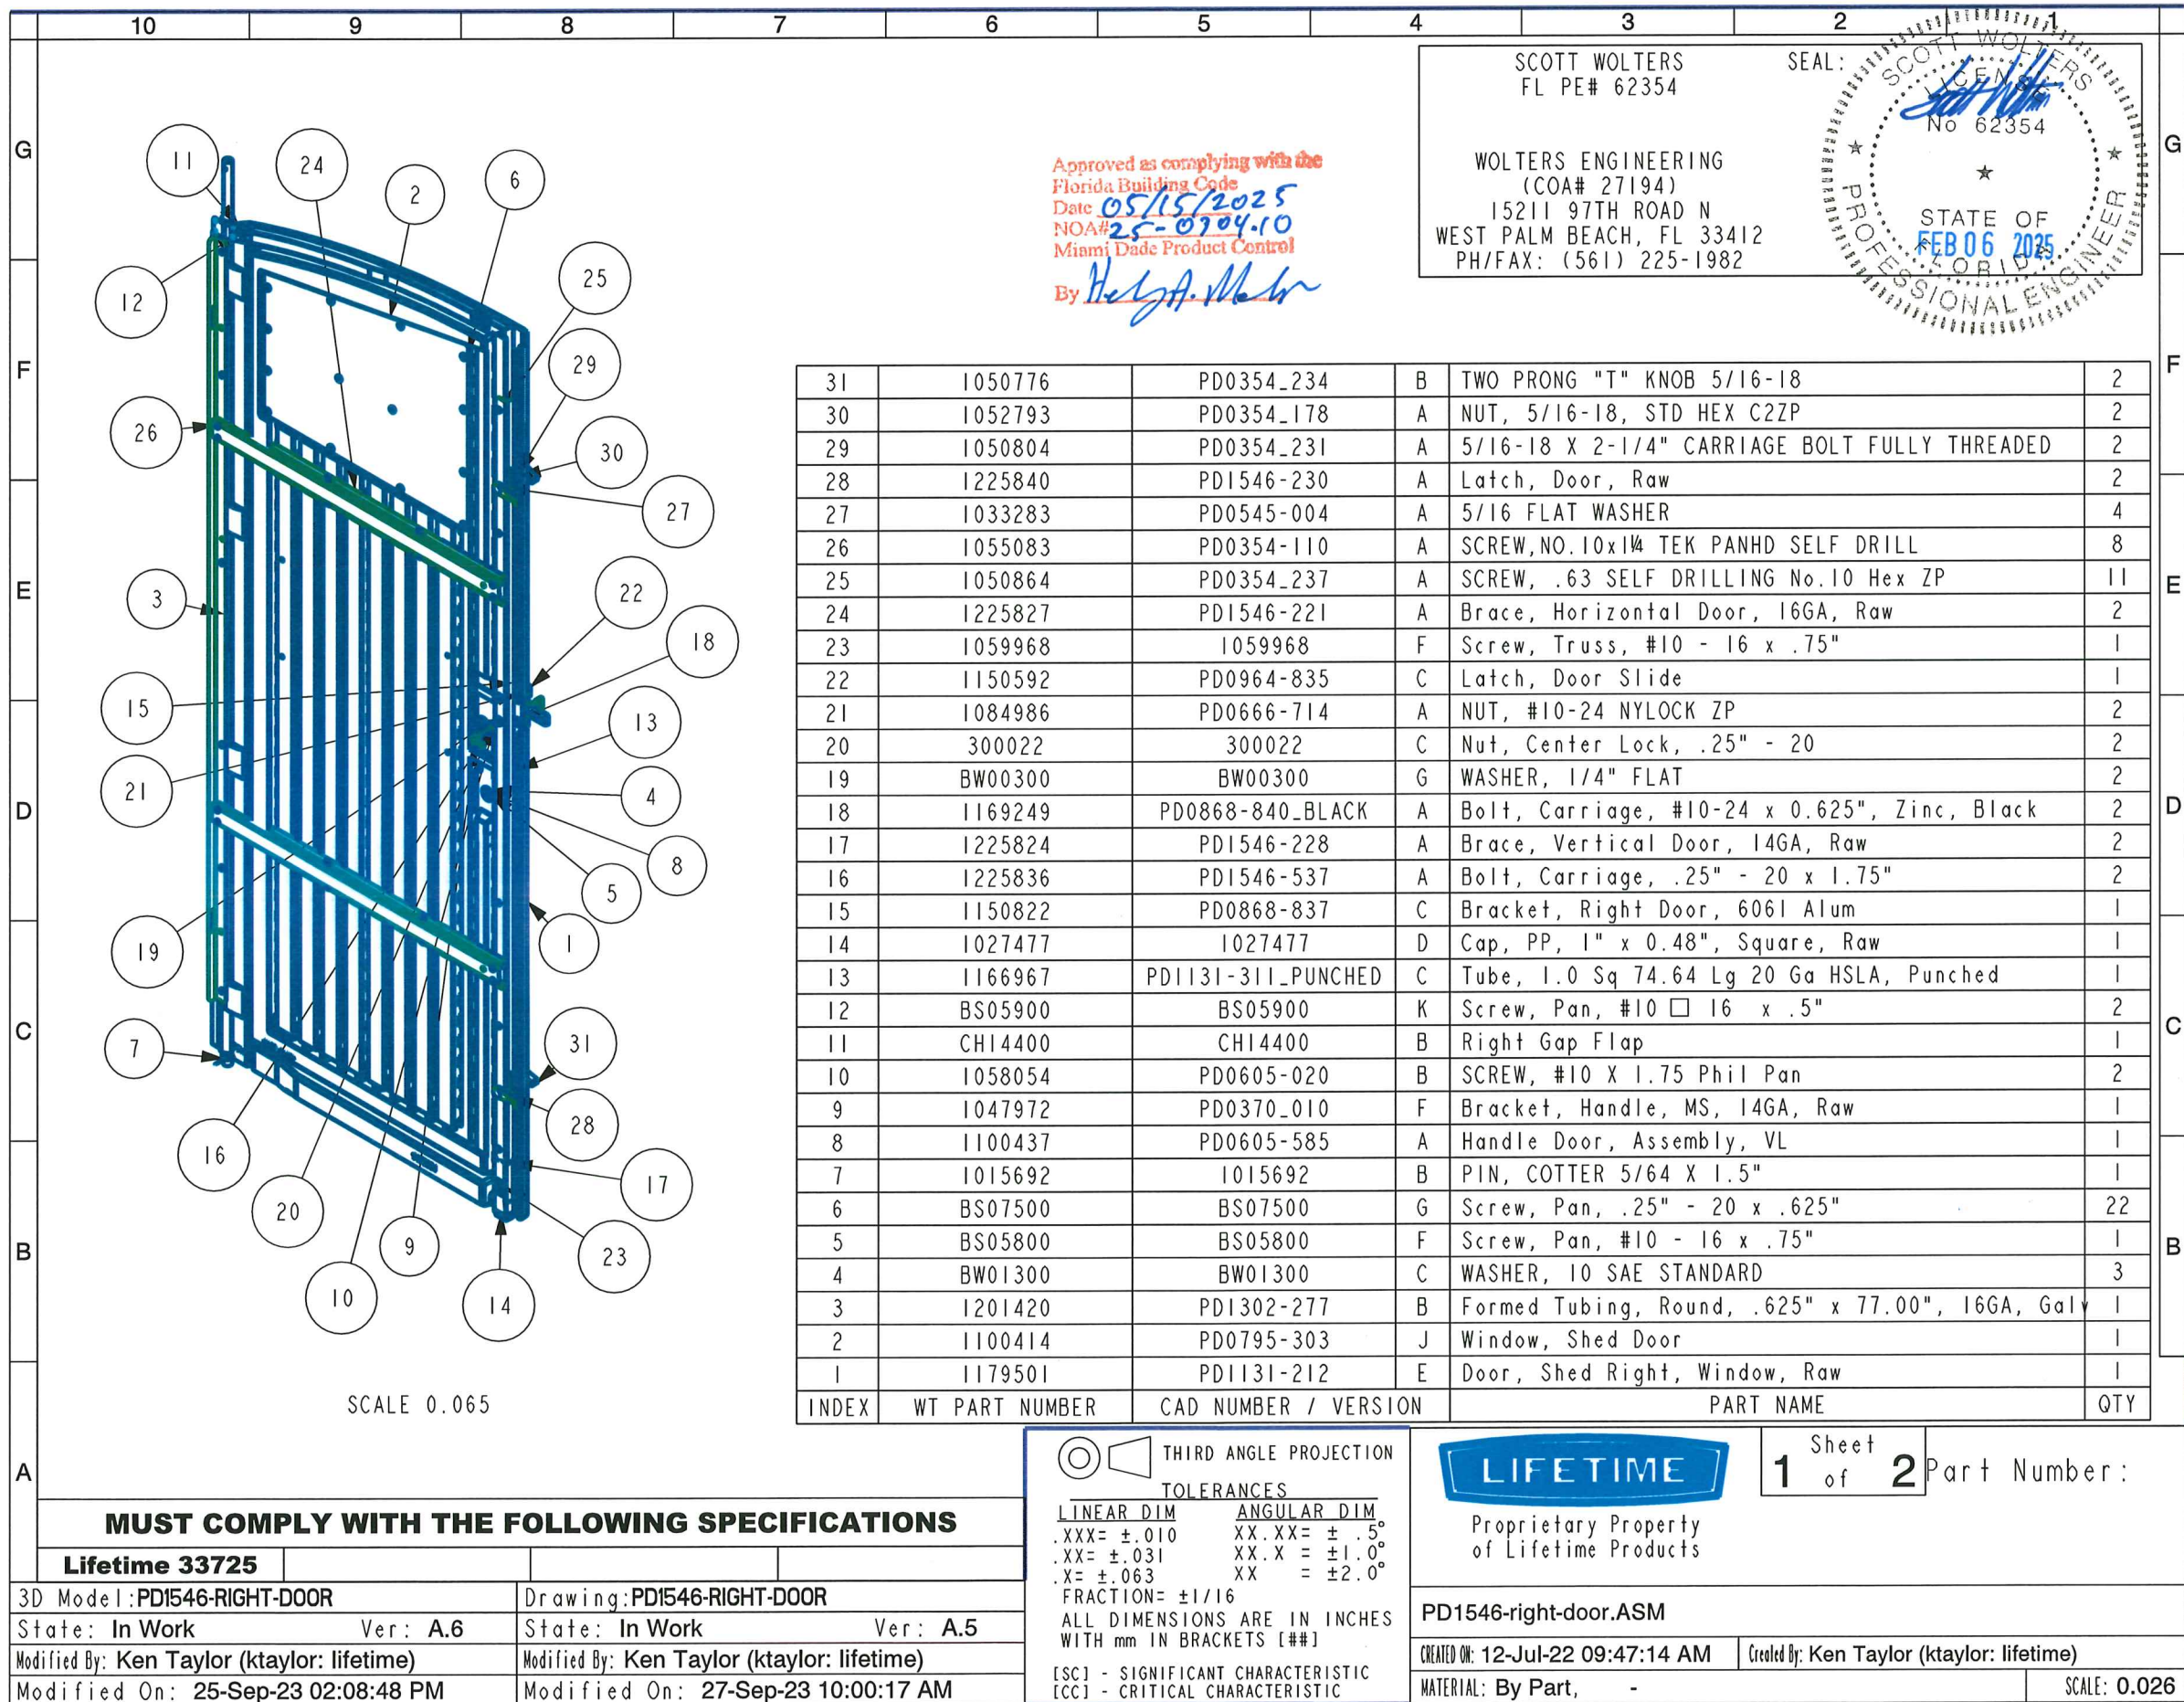 10 9 8 7 6 5 4 3 2 1
G
F
E
D
C
B
A
G
F
E
D
C
B
SCOTT WOLTERS
FL PE# 62354
WOLTERS ENGINEERING
(COA# 27194)
15211 97TH ROAD N
WEST PALM BEACH, FL 33412
PH/FAX: (561) 225-1982
SEAL:
SCOTT WOLTERS
LICENSE
No 62354
STATE OF
FLORIDA
PROFESSIONAL ENGINEER
FEB 06 2025
Approved as complying with the
Florida Building Code
Date 05/15/2025
NOA# 25-0304.10
Miami Dade Product Control
By
11
24
2
6
12
25
29
26
30
27
3
22
18
15
13
21
4
8
5
19
1
7
31
16
28
20
17
9
23
10
14
SCALE 0.065
31 1050776 PD0354_234 B TWO PRONG "T" KNOB 5/16-18 2
30 1052793 PD0354_178 A NUT, 5/16-18, STD HEX C2ZP 2
29 1050804 PD0354_231 A 5/16-18 X 2-1/4" CARRIAGE BOLT FULLY THREADED 2
28 1225840 PD1546-230 A Latch, Door, Raw 2
27 1033283 PD0545-004 A 5/16 FLAT WASHER 4
26 1055083 PD0354-110 A SCREW,NO.10x1¼ TEK PANHD SELF DRILL 8
25 1050864 PD0354_237 A SCREW, .63 SELF DRILLING No.10 Hex ZP 11
24 1225827 PD1546-221 A Brace, Horizontal Door, 16GA, Raw 2
23 1059968 1059968 F Screw, Truss, #10 - 16 x .75" 1
22 1150592 PD0964-835 C Latch, Door Slide 1
21 1084986 PD0666-714 A NUT, #10-24 NYLOCK ZP 2
20 300022 300022 C Nut, Center Lock, .25" - 20 2
19 BW00300 BW00300 G WASHER, 1/4" FLAT 2
18 1169249 PD0868-840_BLACK A Bolt, Carriage, #10-24 x 0.625", Zinc, Black 2
17 1225824 PD1546-228 A Brace, Vertical Door, 14GA, Raw 2
16 1225836 PD1546-537 A Bolt, Carriage, .25" - 20 x 1.75" 2
15 1150822 PD0868-837 C Bracket, Right Door, 6061 Alum 1
14 1027477 1027477 D Cap, PP, 1" x 0.48", Square, Raw 1
13 1166967 PD1131-311_PUNCHED C Tube, 1.0 Sq 74.64 Lg 20 Ga HSLA, Punched 1
12 BS05900 BS05900 K Screw, Pan, #10 □ 16 x .5" 2
11 CH14400 CH14400 B Right Gap Flap 1
10 1058054 PD0605-020 B SCREW, #10 X 1.75 Phil Pan 2
9 1047972 PD0370_010 F Bracket, Handle, MS, 14GA, Raw 1
8 1100437 PD0605-585 A Handle Door, Assembly, VL 1
7 1015692 1015692 B PIN, COTTER 5/64 X 1.5" 1
6 BS07500 BS07500 G Screw, Pan, .25" - 20 x .625" 22
5 BS05800 BS05800 F Screw, Pan, #10 - 16 x .75" 1
4 BW01300 BW01300 C WASHER, 10 SAE STANDARD 3
3 1201420 PD1302-277 B Formed Tubing, Round, .625" x 77.00", 16GA, Galv 1
2 1100414 PD0795-303 J Window, Shed Door 1
1 1179501 PD1131-212 E Door, Shed Right, Window, Raw 1
INDEX WT PART NUMBER CAD NUMBER / VERSION PART NAME QTY
MUST COMPLY WITH THE FOLLOWING SPECIFICATIONS
Lifetime 33725
3D Model: PD1546-RIGHT-DOOR
State: In Work Ver: A.6
Modified By: Ken Taylor (ktaylor: lifetime)
Modified On: 25-Sep-23 02:08:48 PM
Drawing: PD1546-RIGHT-DOOR
State: In Work Ver: A.5
Modified By: Ken Taylor (ktaylor: lifetime)
Modified On: 27-Sep-23 10:00:17 AM
THIRD ANGLE PROJECTION
TOLERANCES
LINEAR DIM ANGULAR DIM
.XXX= ±.010 XX.XX= ± .5°
.XX= ±.031 XX.X = ±1.0°
.X= ±.063 XX = ±2.0°
FRACTION= ±1/16
ALL DIMENSIONS ARE IN INCHES
WITH mm IN BRACKETS [##]
[SC] - SIGNIFICANT CHARACTERISTIC
[CC] - CRITICAL CHARACTERISTIC
LIFETIME
Proprietary Property
of Lifetime Products
Sheet
1 of 2
Part Number:
PD1546-right-door.ASM
CREATED ON: 12-Jul-22 09:47:14 AM Created By: Ken Taylor (ktaylor: lifetime)
MATERIAL: By Part, - SCALE: 0.026